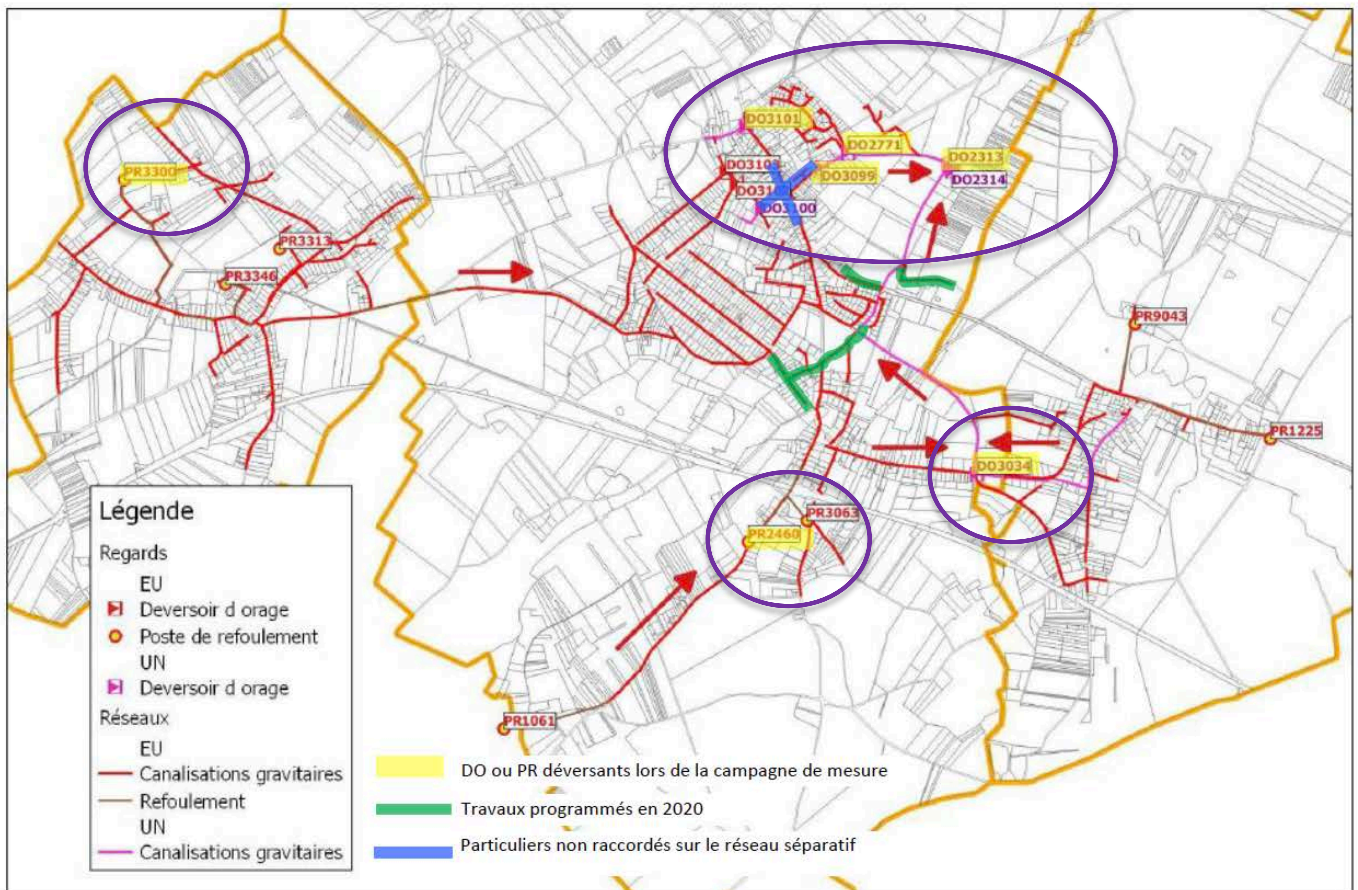 DO3101
DO2771
DO2313
DO2314
DO3099
DO3100
PR3300
PR3313
PR3346
PR9043
PR1225
DO3034
PR3063
PR2460
PR1061
Légende
Regards
EU
Deversoir d orage
Poste de refoulement
UN
Deversoir d orage
Réseaux
EU
Canalisations gravitaires
Refoulement
UN
Canalisations gravitaires
DO ou PR déversants lors de la campagne de mesure
Travaux programmés en 2020
Particuliers non raccordés sur le réseau séparatif